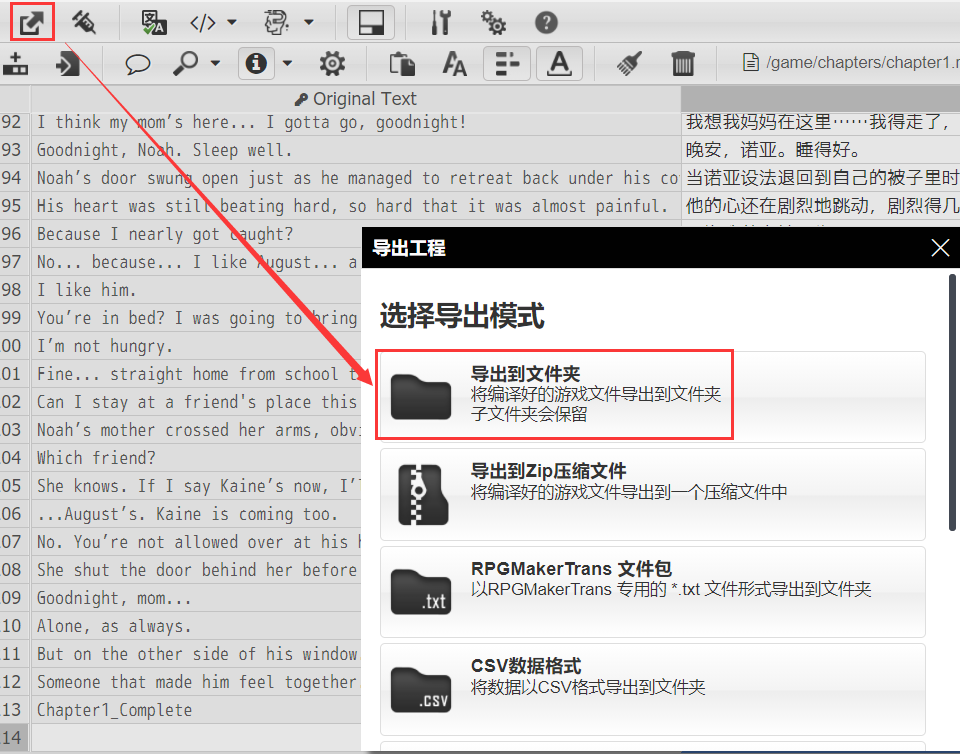 /game/chapters/chapter1.r
Original Text
92 I think my mom’s here... I gotta go, goodnight! 我想我妈妈在这里……我得走了，
93 Goodnight, Noah. Sleep well. 晚安，诺亚。睡得好。
94 Noah’s door swung open just as he managed to retreat back under his co 当诺亚设法退回到自己的被子里时
95 His heart was still beating hard, so hard that it was almost painful. 他的心还在剧烈地跳动，剧烈得几
96 Because I nearly got caught?
97 No... because... I like August... a
98 I like him.
99 You’re in bed? I was going to bring
00 I’m not hungry.
01 Fine... straight home from school t
02 Can I stay at a friend's place this
03 Noah’s mother crossed her arms, obvi
04 Which friend?
05 She knows. If I say Kaine’s now, I’l
06 ...August’s. Kaine is coming too.
07 No. You’re not allowed over at his h
08 She shut the door behind her before
09 Goodnight, mom...
10 Alone, as always.
11 But on the other side of his window
12 Someone that made him feel together
13 Chapter1_Complete
14
导出工程
选择导出模式
导出到文件夹
将编译好的游戏文件导出到文件夹
子文件夹会保留
导出到Zip压缩文件
将编译好的游戏文件导出到一个压缩文件中
RPGMakerTrans 文件包
以RPGMakerTrans 专用的 *.txt 文件形式导出到文件夹
.txt
CSV数据格式
将数据以CSV格式导出到文件夹
.csv